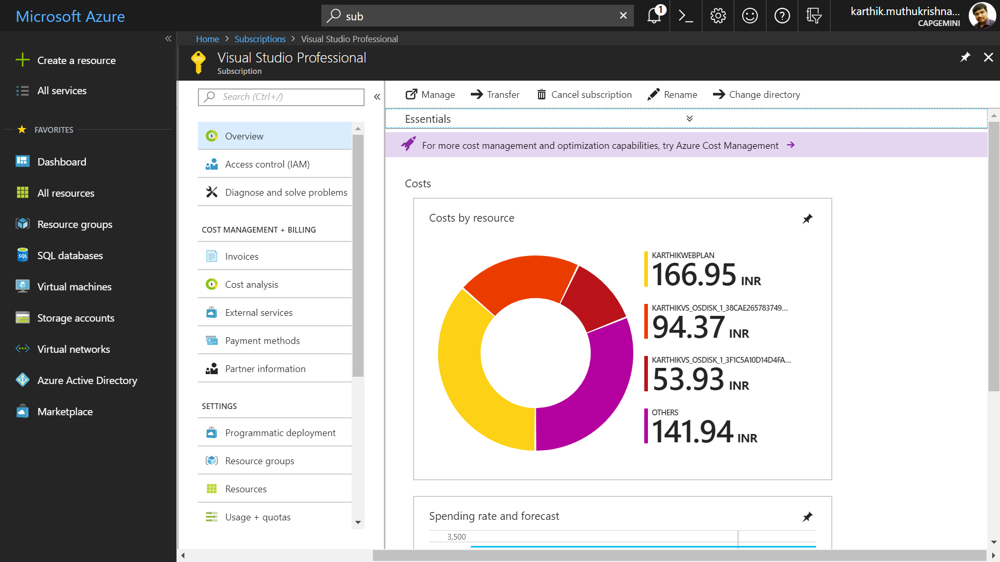 Microsoft Azure
sub
1
karthik.muthukrishna...
CAPGEMINI
Home > Subscriptions > Visual Studio Professional
Visual Studio Professional
Subscription
Create a resource
All services
FAVORITES
Dashboard
All resources
Resource groups
SQL databases
SQL
Virtual machines
Storage accounts
Virtual networks
Azure Active Directory
Marketplace
Search (Ctrl+/)
Overview
Access control (IAM)
Diagnose and solve problems
COST MANAGEMENT + BILLING
Invoices
Cost analysis
External services
Payment methods
Partner information
SETTINGS
Programmatic deployment
Resource groups
Resources
Usage + quotas
Manage
Transfer
Cancel subscription
Rename
Change directory
Essentials
For more cost management and optimization capabilities, try Azure Cost Management
Costs
Costs by resource
KARTHIKWEBPLAN
166.95 INR
KARTHIKVS_OSDISK_1_38CAE265783749...
94.37 INR
KARTHIKVS_OSDISK_1_3F1C5A10D14D4FA...
53.93 INR
OTHERS
141.94 INR
Spending rate and forecast
3,500